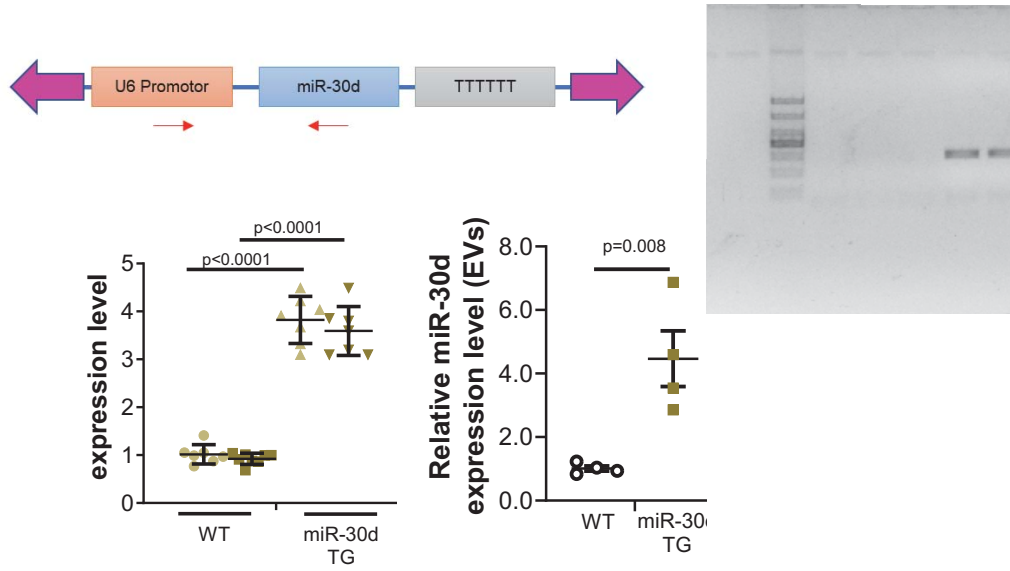 U6 Promotor
miR-30d
TTTTTT
p<0.0001
p<0.0001
expression level
5
4
3
2
1
0
WT
miR-30d
TG
Relative miR-30d
expression level (EVs)
p=0.008
8.0
6.0
4.0
2.0
0.0
WT
miR-30d
TG